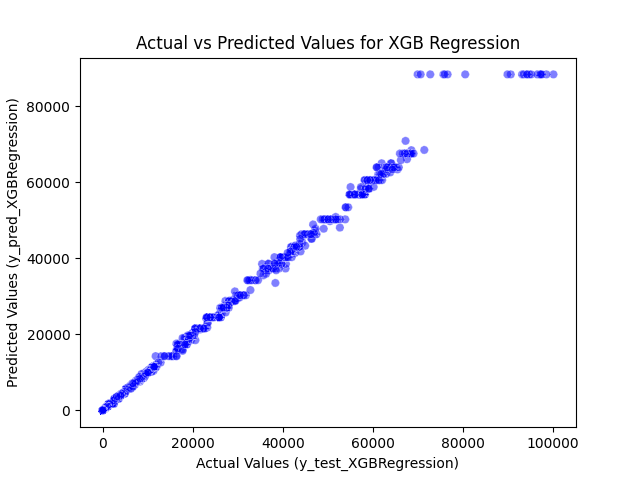 Actual vs Predicted Values for XGB Regression
Predicted Values (y_pred_XGBRegression)
80000
60000
40000
20000
0
0 20000 40000 60000 80000 100000
Actual Values (y_test_XGBRegression)